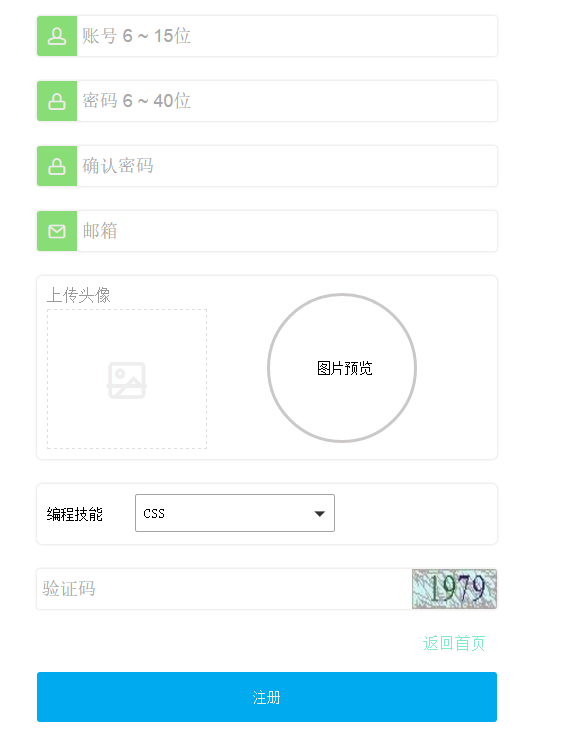 账号 6 ~ 15位
密码 6 ~ 40位
确认密码
邮箱
上传头像
图片预览
编程技能 CSS
验证码 1979
返回首页
注册